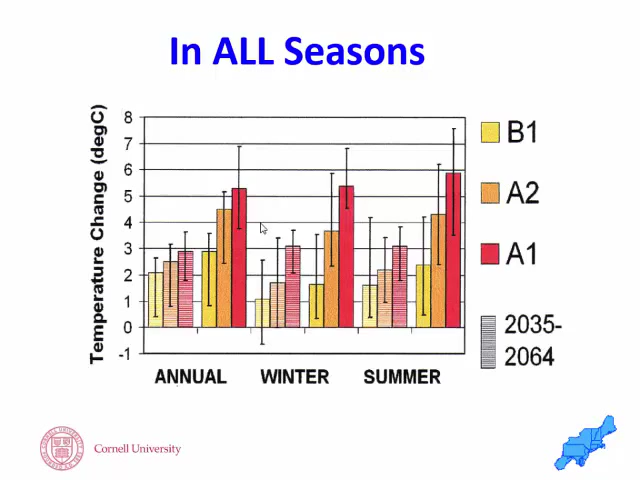 In ALL Seasons
Temperature Change (degC)
8
7
6
5
4
3
2
1
0
-1
ANNUAL WINTER SUMMER
B1
A2
A1
2035-
2064
Cornell University